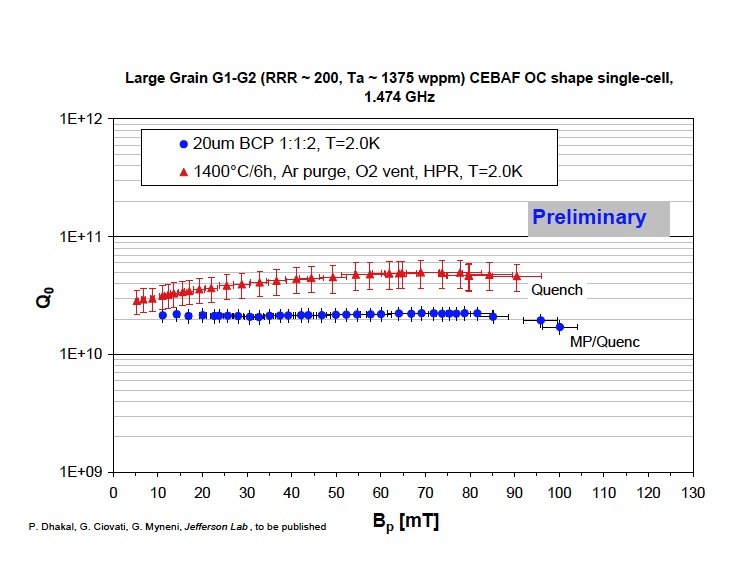 Large Grain G1-G2 (RRR ~ 200, Ta ~ 1375 wppm) CEBAF OC shape single-cell,
1.474 GHz
1E+12
20um BCP 1:1:2, T=2.0K
1400°C/6h, Ar purge, O2 vent, HPR, T=2.0K
Preliminary
1E+11
Q0
Quench
MP/Quenc
1E+10
1E+09
0 10 20 30 40 50 60 70 80 90 100 110 120 130
Bp [mT]
P. Dhakal, G. Ciovati, G. Myneni, Jefferson Lab, to be published